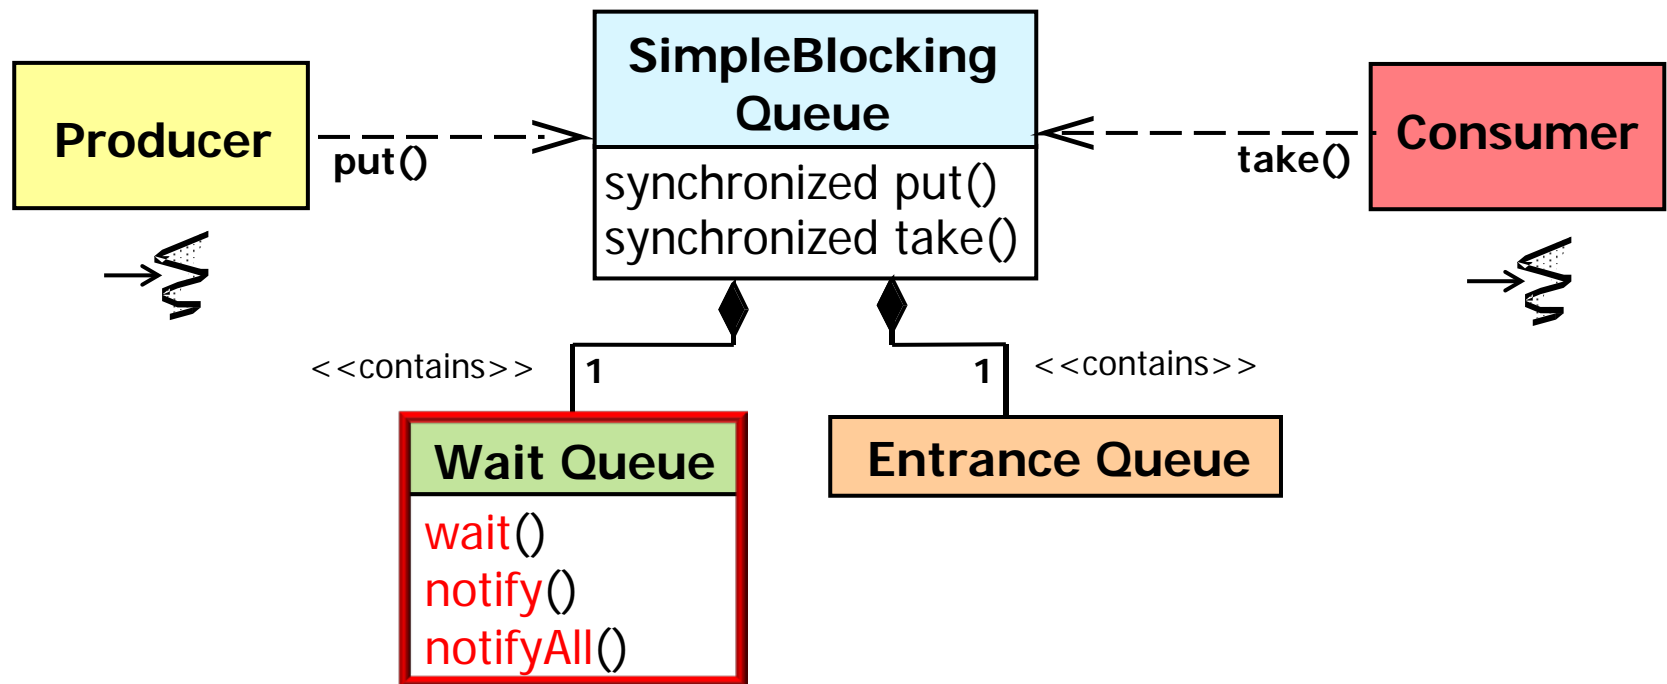 SimpleBlocking
Queue
Producer
put()
synchronized put()
synchronized take()
Consumer
take()
<<contains>>
1
1
<<contains>>
Wait Queue
wait()
notify()
notifyAll()
Entrance Queue